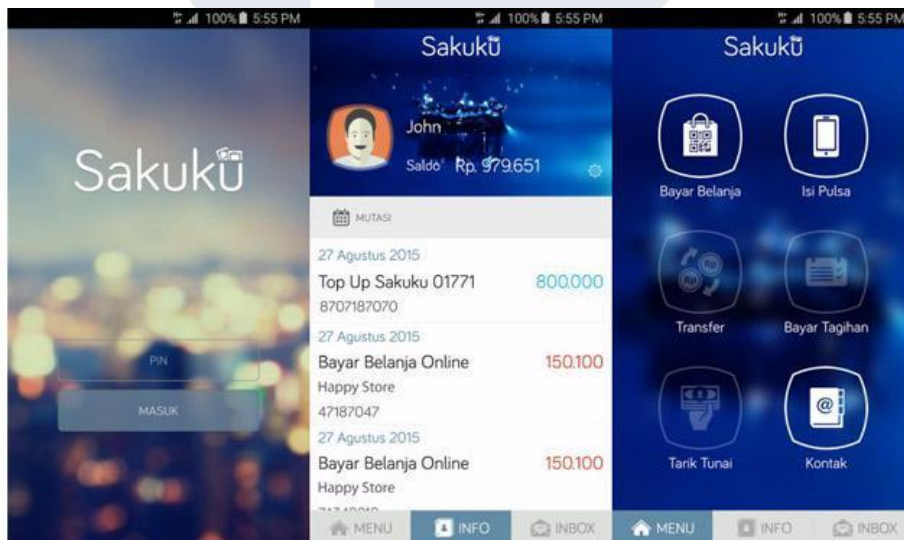 100% 5:55 PM
Sakuku
PIN
MASUK
100% 5:55 PM
Sakuku
John
Saldo Rp. 979.651
MUTASI
27 Agustus 2015
Top Up Sakuku 01771 800.000
8707187070
27 Agustus 2015
Bayar Belanja Online 150.100
Happy Store
47187047
27 Agustus 2015
Bayar Belanja Online 150.100
Happy Store
MENU INFO INBOX
100% 5:55 PM
Sakuku
Bayar Belanja Isi Pulsa
Rp Rp
Transfer Bayar Tagihan
@
Tarik Tunai Kontak
MENU INFO INBOX